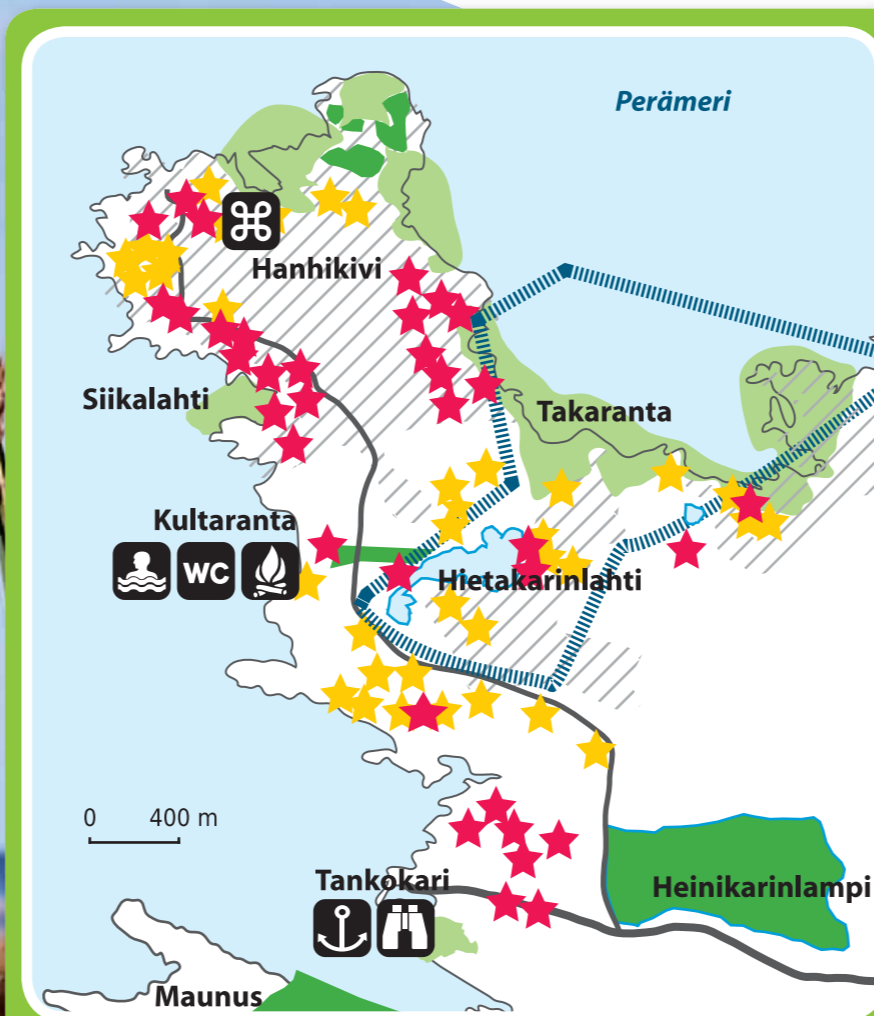 Perämeri
Hanhikivi
Siikalahti
Takaranta
Kultaranta
WC
Hietakarinlahti
0 400 m
Tankokari
Heinikarinlampi
Maunus